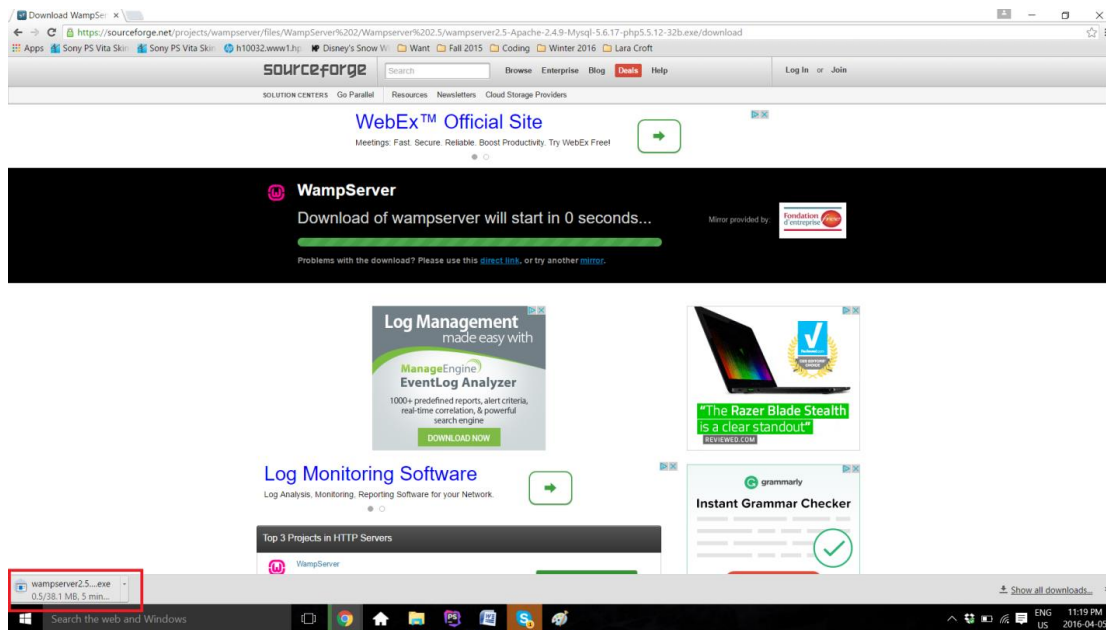 Download WampSer
https://sourceforge.net/projects/wampserver/files/WampServer%202/Wampserver%202.5/wampserver2.5-Apache-2.4.9-Mysql-5.6.17-php5.5.12-32b.exe/download
Apps Sony PS Vita Skin Sony PS Vita Skin h10032.www1.hp Disney's Snow W Want Fall 2015 Coding Winter 2016 Lara Croft
sourceforge Search Browse Enterprise Blog Deals Help Log In or Join
SOLUTION CENTERS Go Parallel Resources Newsletters Cloud Storage Providers
WebEx™ Official Site
Meetings: Fast. Secure. Reliable. Boost Productivity. Try WebEx Free!
WampServer
Download of wampserver will start in 0 seconds...
Mirror provided by:
Fondation
d'entreprise Free
Problems with the download? Please use this direct link, or try another mirror.
Log Management
made easy with
ManageEngine
EventLog Analyzer
1000+ predefined reports, alert criteria,
real-time correlation, & powerful
search engine
DOWNLOAD NOW
"The Razer Blade Stealth
is a clear standout"
REVIEWED.COM
Log Monitoring Software
Log Analysis, Monitoring, Reporting Software for your Network.
grammarly
Instant Grammar Checker
Top 3 Projects in HTTP Servers
WampServer
wampserver2.5....exe
0.5/38.1 MB, 5 min...
Show all downloads...
Search the web and Windows
ENG 11:19 PM
US 2016-04-05